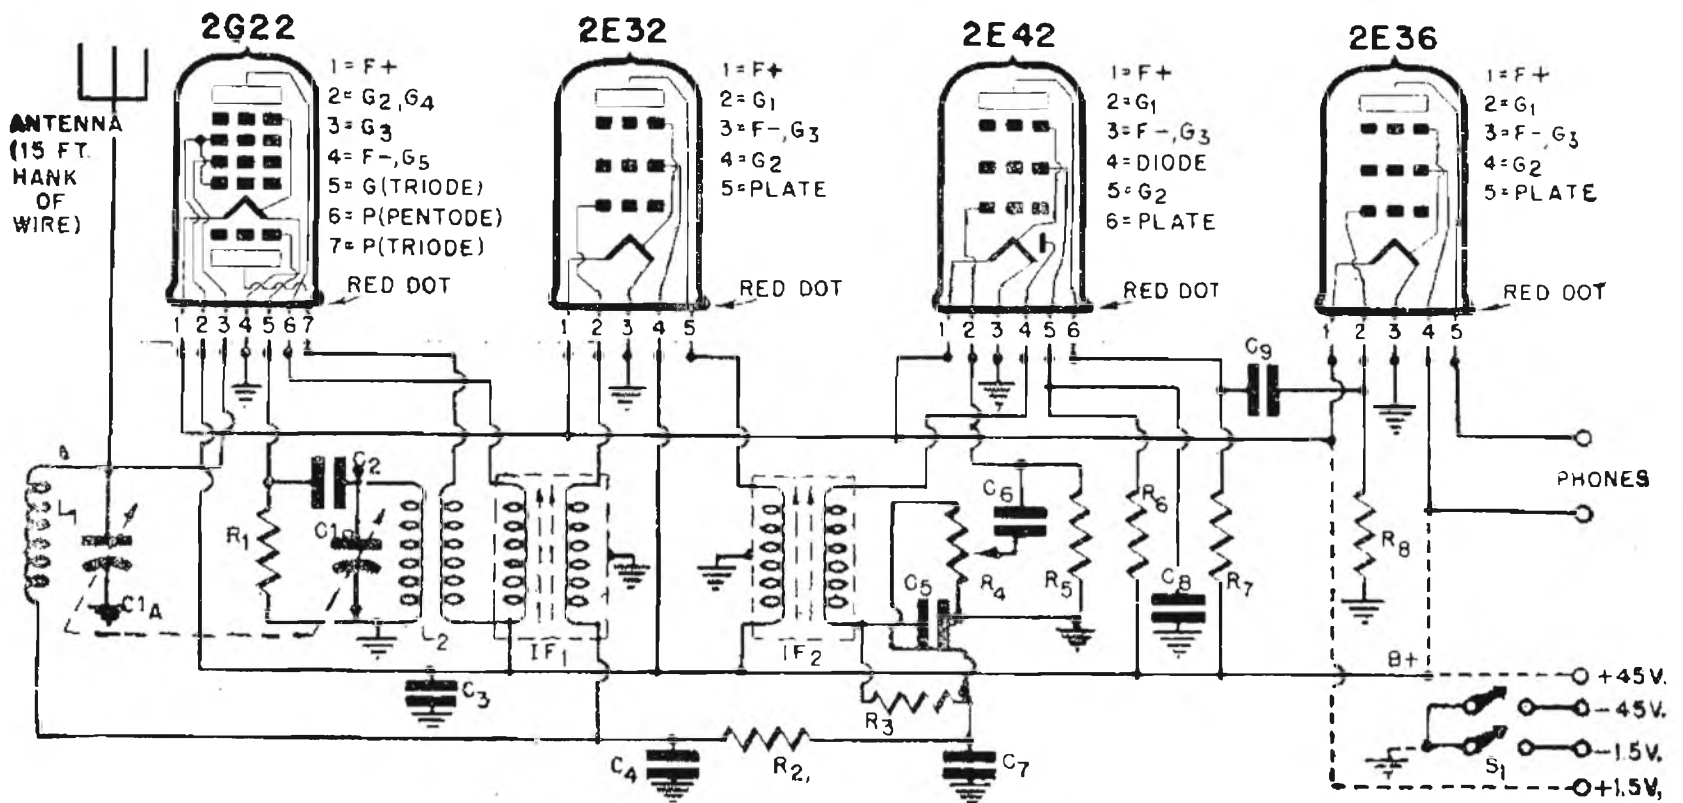 2G22
2E32
2E42
2E36
1 = F+
2 = G2, G4
3 = G3
4 = F-, G5
5 = G (TRIODE)
6 = P (PENTODE)
7 = P (TRIODE)
1 = F+
2 = G1
3 = F-, G3
4 = G2
5 = PLATE
1 = F+
2 = G1
3 = F-, G3
4 = DIODE
5 = G2
6 = PLATE
1 = F+
2 = G1
3 = F-, G3
4 = G2
5 = PLATE
ANTENNA
(15 FT.
HANK
OF
WIRE)
RED DOT
RED DOT
RED DOT
RED DOT
1 2 3 4 5 6 7
1 2 3 4 5
1 2 3 4 5 6
1 2 3 4 5
C9
C2
L1
R1
C1B
C6
R6
PHONES
R8
C1A
C5
R4
R5
C8
R7
L2
IF1
IF2
B+
+45V.
C3
R3
-45V.
C4
R2,
C7
S1
-1.5V.
+1.5V,